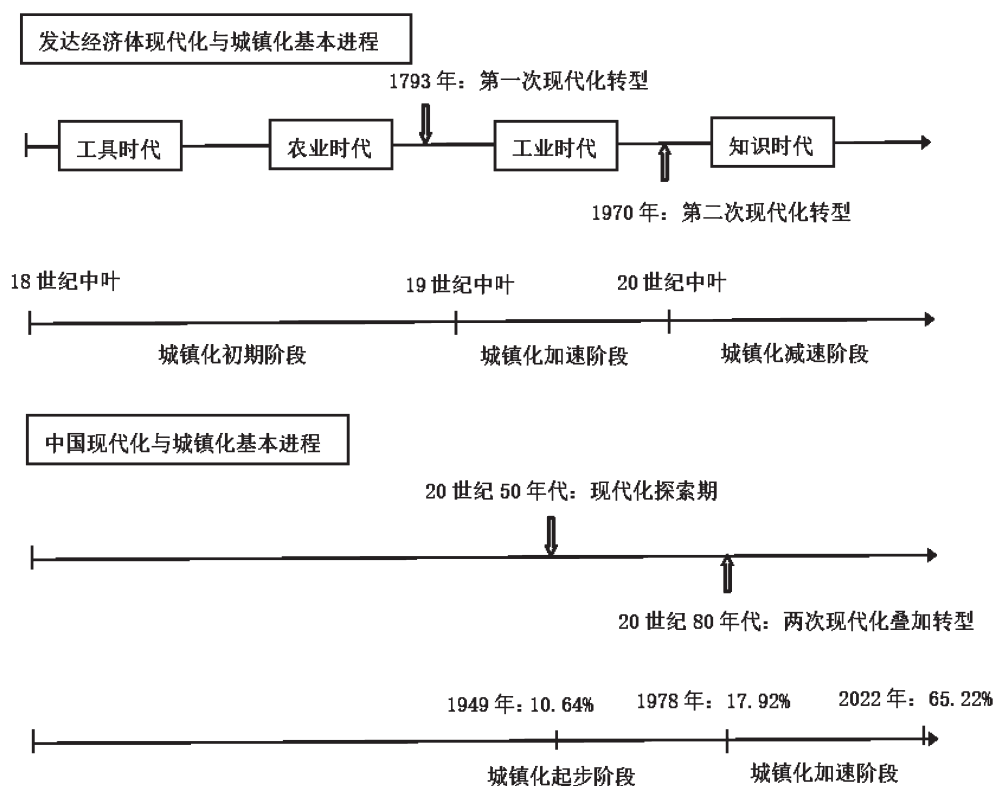 发达经济体现代化与城镇化基本进程
1793 年：第一次现代化转型
工具时代
农业时代
工业时代
知识时代
1970 年：第二次现代化转型
18 世纪中叶
19 世纪中叶
20 世纪中叶
城镇化初期阶段
城镇化加速阶段
城镇化减速阶段
中国现代化与城镇化基本进程
20 世纪 50 年代：现代化探索期
20 世纪 80 年代：两次现代化叠加转型
1949 年：10.64%
1978 年：17.92%
2022 年：65.22%
城镇化起步阶段
城镇化加速阶段